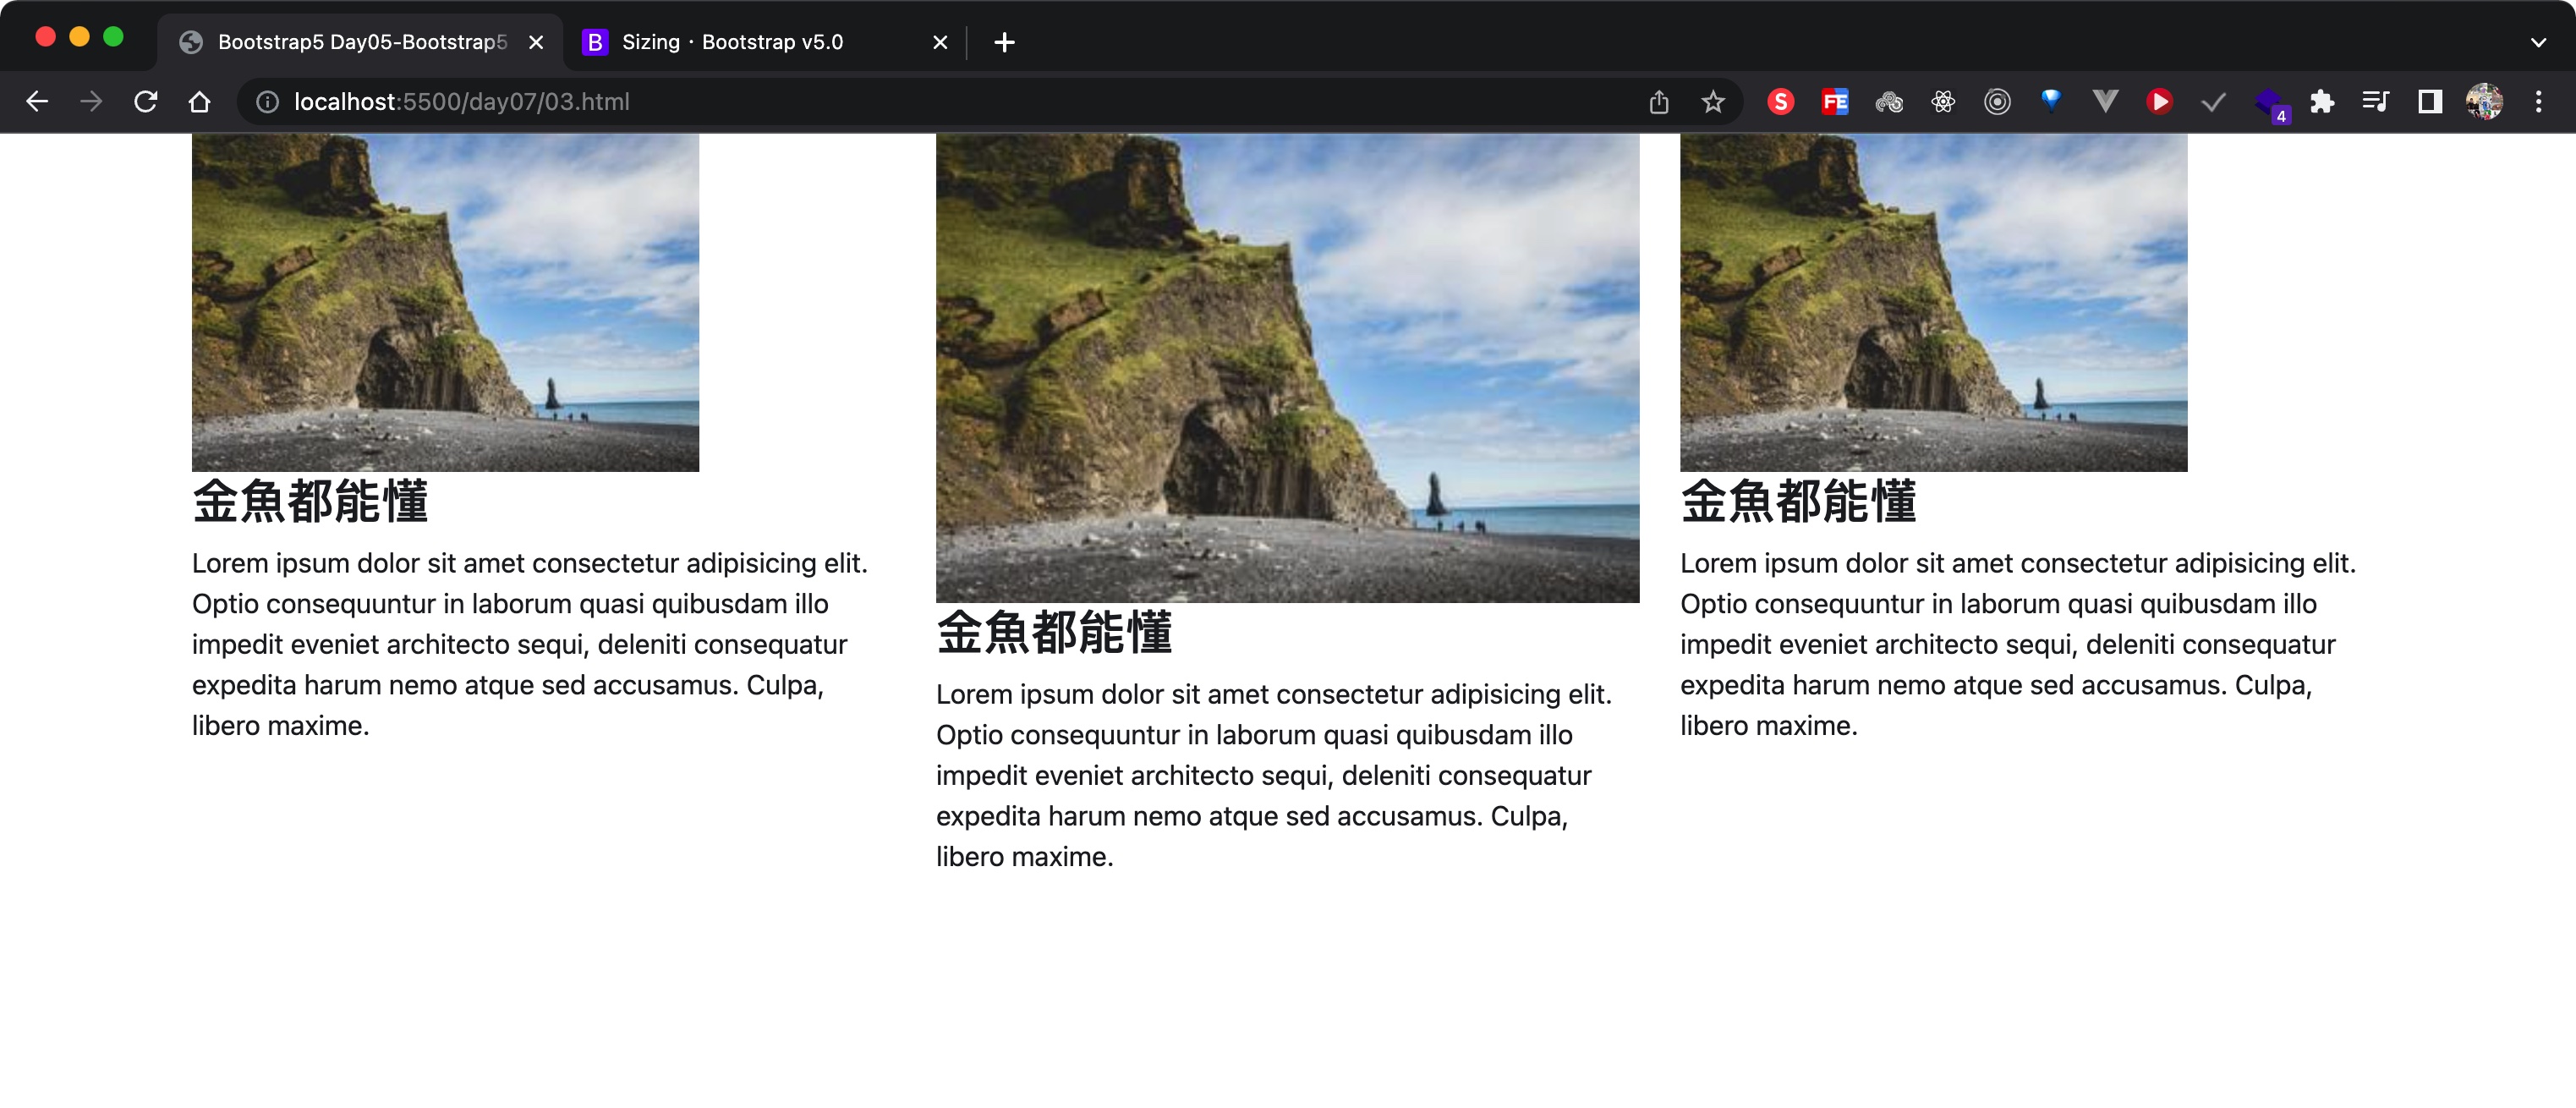 Bootstrap5 Day05-Bootstrap5
B
Sizing · Bootstrap v5.0
localhost:5500/day07/03.html
S
FE
4
金魚都能懂
Lorem ipsum dolor sit amet consectetur adipisicing elit.
Optio consequuntur in laborum quasi quibusdam illo
impedit eveniet architecto sequi, deleniti consequatur
expedita harum nemo atque sed accusamus. Culpa,
libero maxime.
金魚都能懂
Lorem ipsum dolor sit amet consectetur adipisicing elit.
Optio consequuntur in laborum quasi quibusdam illo
impedit eveniet architecto sequi, deleniti consequatur
expedita harum nemo atque sed accusamus. Culpa,
libero maxime.
金魚都能懂
Lorem ipsum dolor sit amet consectetur adipisicing elit.
Optio consequuntur in laborum quasi quibusdam illo
impedit eveniet architecto sequi, deleniti consequatur
expedita harum nemo atque sed accusamus. Culpa,
libero maxime.